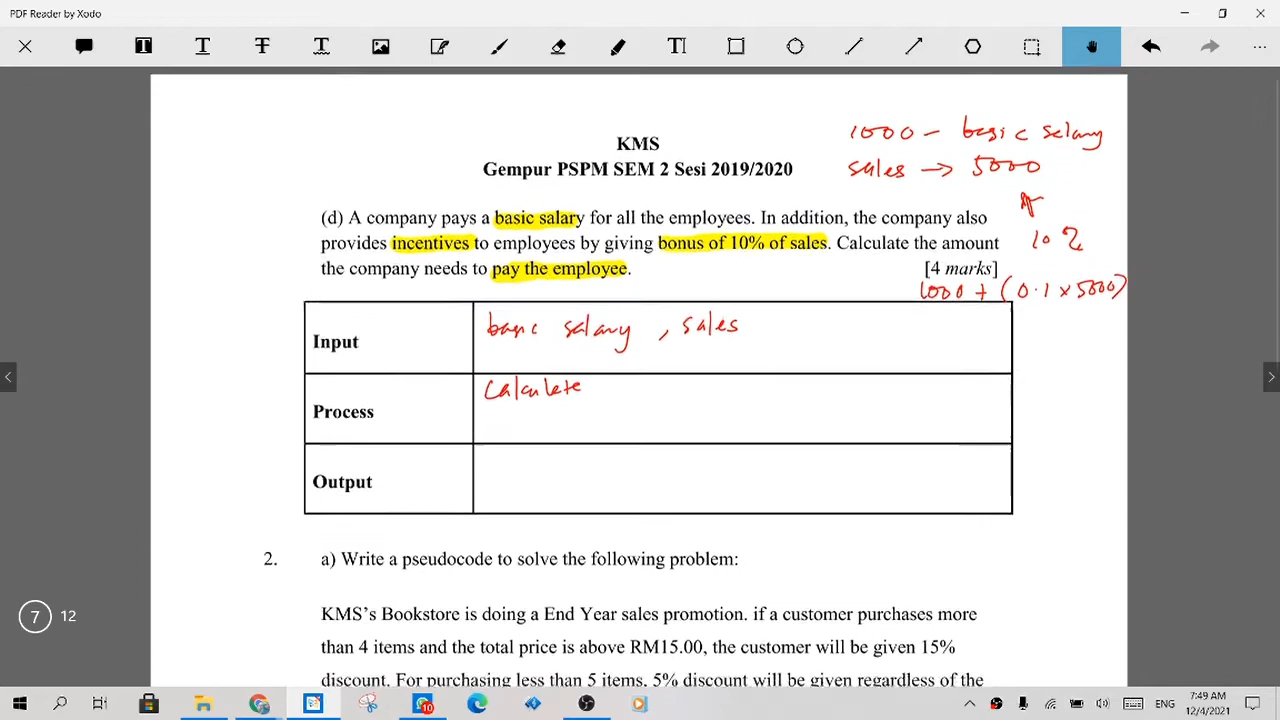 PDF Reader by Xodo
1000 - basic salary
KMS
Gempur PSPM SEM 2 Sesi 2019/2020
sales → 5000
10%
(d) A company pays a basic salary for all the employees. In addition, the company also
provides incentives to employees by giving bonus of 10% of sales. Calculate the amount
the company needs to pay the employee.
[4 marks]
1000 + (0.1 x 5000)
Input
basic salary, sales
Process
Calculate
Output
2. a) Write a pseudocode to solve the following problem:
KMS's Bookstore is doing a End Year sales promotion. if a customer purchases more
than 4 items and the total price is above RM15.00, the customer will be given 15%
discount. For purchasing less than 5 items, 5% discount will be given regardless of the
7 12
10
ENG
7:49 AM
12/4/2021